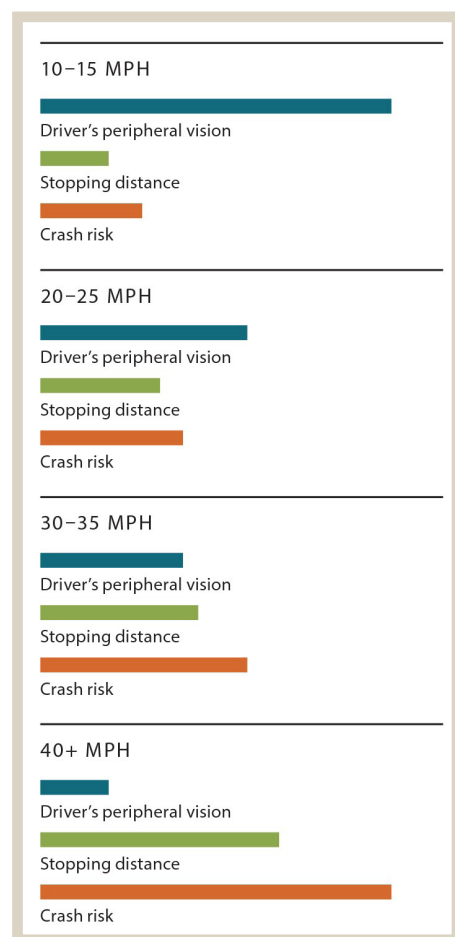 10–15 MPH
Driver’s peripheral vision
Stopping distance
Crash risk
20–25 MPH
Driver’s peripheral vision
Stopping distance
Crash risk
30–35 MPH
Driver’s peripheral vision
Stopping distance
Crash risk
40+ MPH
Driver’s peripheral vision
Stopping distance
Crash risk